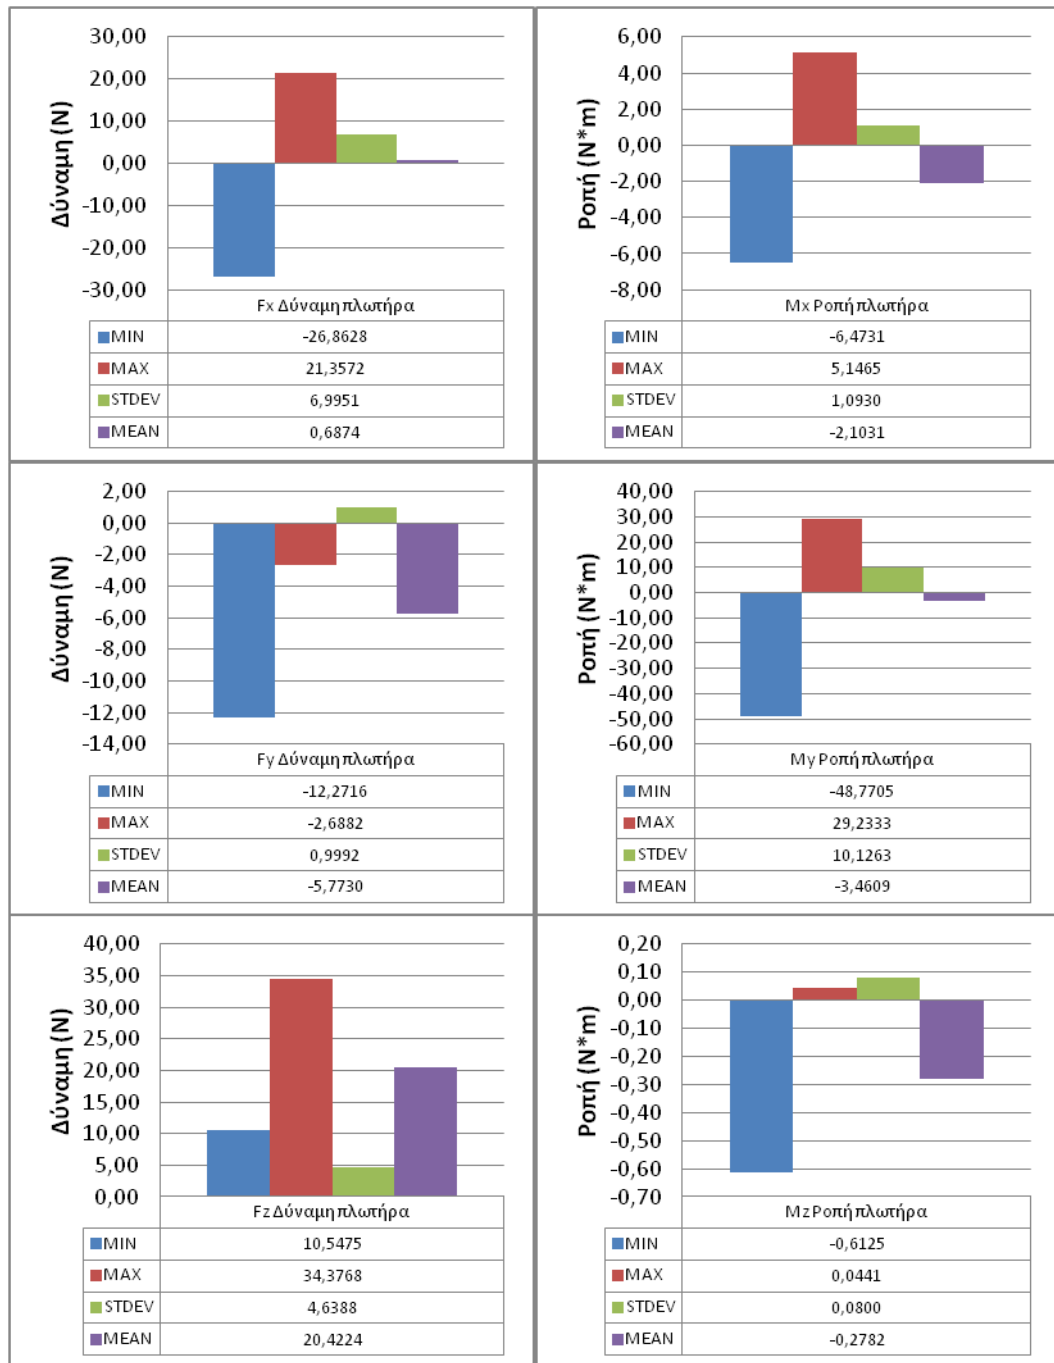 Δύναμη (N)
30,00
20,00
10,00
0,00
-10,00
-20,00
-30,00
Fx Δύναμη πλωτήρα
MIN -26,8628
MAX 21,3572
STDEV 6,9951
MEAN 0,6874
Ροπή (N*m)
6,00
4,00
2,00
0,00
-2,00
-4,00
-6,00
-8,00
Mx Ροπή πλωτήρα
MIN -6,4731
MAX 5,1465
STDEV 1,0930
MEAN -2,1031
Δύναμη (N)
2,00
0,00
-2,00
-4,00
-6,00
-8,00
-10,00
-12,00
-14,00
Fy Δύναμη πλωτήρα
MIN -12,2716
MAX -2,6882
STDEV 0,9992
MEAN -5,7730
Ροπή (N*m)
40,00
30,00
20,00
10,00
0,00
-10,00
-20,00
-30,00
-40,00
-50,00
-60,00
My Ροπή πλωτήρα
MIN -48,7705
MAX 29,2333
STDEV 10,1263
MEAN -3,4609
Δύναμη (N)
40,00
35,00
30,00
25,00
20,00
15,00
10,00
5,00
0,00
Fz Δύναμη πλωτήρα
MIN 10,5475
MAX 34,3768
STDEV 4,6388
MEAN 20,4224
Ροπή (N*m)
0,20
0,10
0,00
-0,10
-0,20
-0,30
-0,40
-0,50
-0,60
-0,70
Mz Ροπή πλωτήρα
MIN -0,6125
MAX 0,0441
STDEV 0,0800
MEAN -0,2782